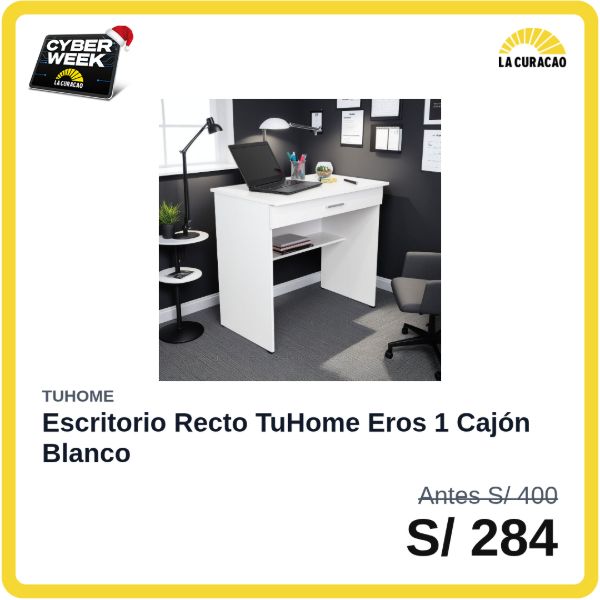 CYBER
WEEK
LA CURACAO
LA CURACAO
TUHOME
Escritorio Recto TuHome Eros 1 Cajón
Blanco
Antes S/ 400
S/ 284